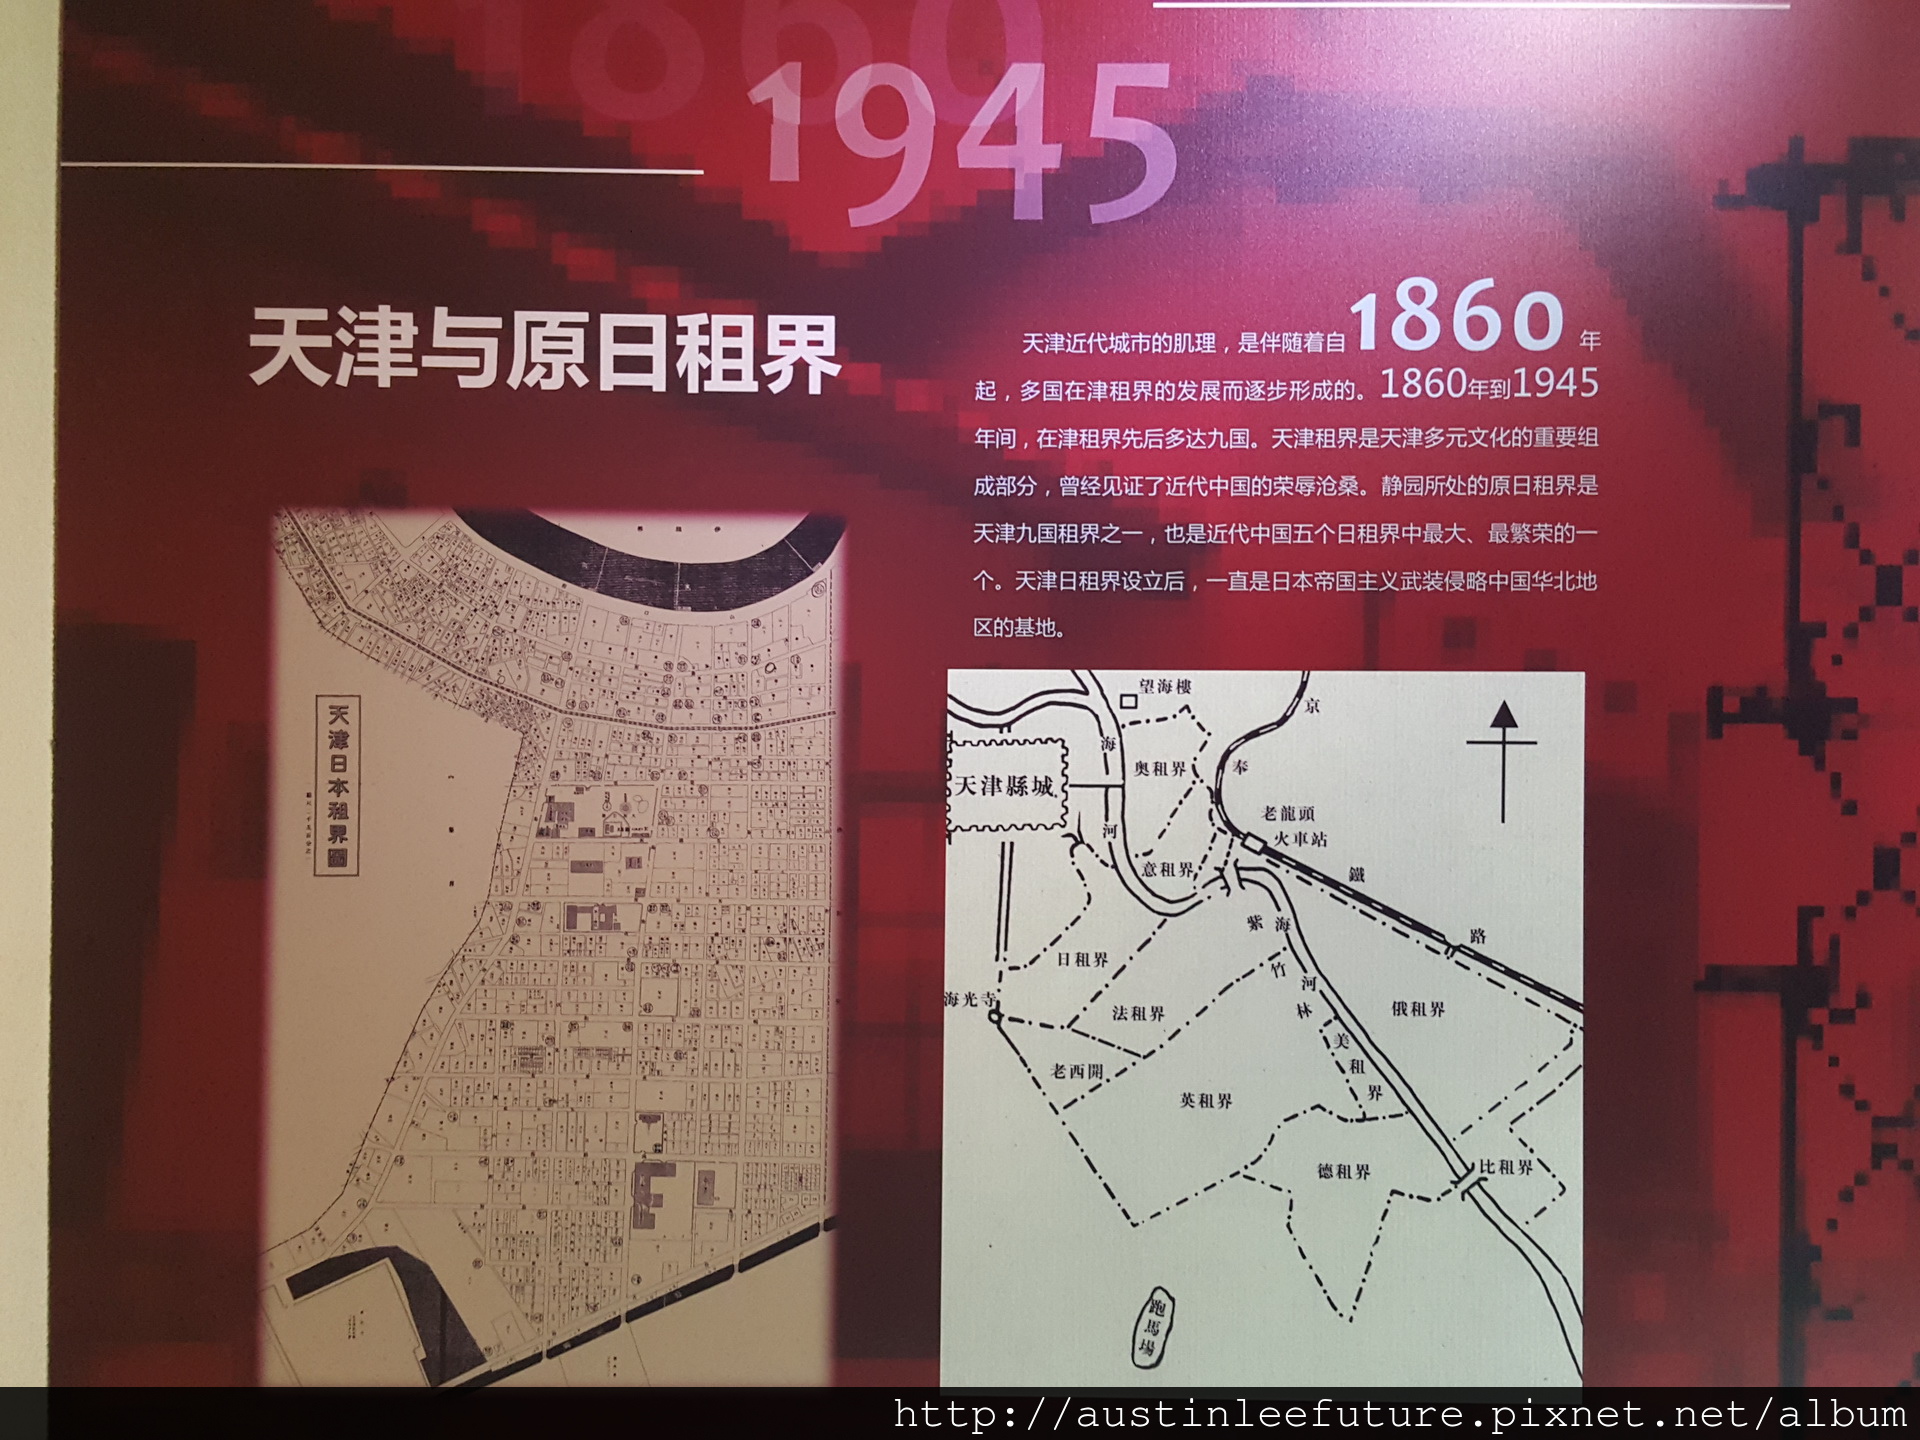 1860
1945
天津与原日租界
天津近代城市的肌理，是伴随着自1860年
起，多国在津租界的发展而逐步形成的。1860年到1945
年间，在津租界先后多达九国。天津租界是天津多元文化的重要组
成部分，曾经见证了近代中国的荣辱沧桑。静园所处的原日租界是
天津九国租界之一，也是近代中国五个日租界中最大、最繁荣的一
个。天津日租界设立后，一直是日本帝国主义武装侵略中国华北地
区的基地。
天津日本租界圖
望海樓
京
海
奥租界
奉
天津縣城
老龍頭
火車站
河
意租界
鐵
紫
海
路
日租界
竹
河
海光寺
林
法租界
俄租界
美
租
界
老西開
英租界
德租界
比租界
跑馬場
http://austinleefuture.pixnet.net/album